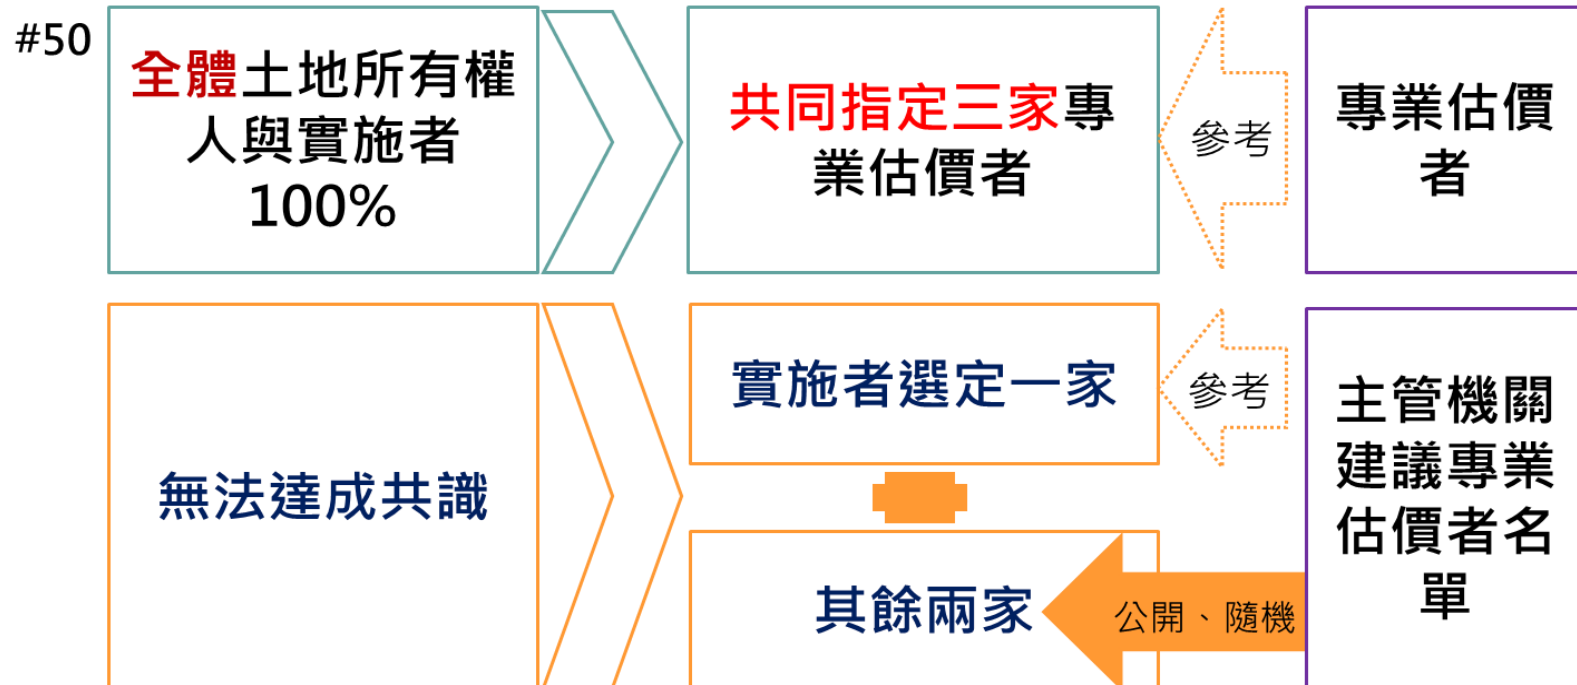 #50
全體土地所有權
人與實施者
100%
共同指定三家專
業估價者
參考
專業估價
者
無法達成共識
實施者選定一家
參考
其餘兩家
公開、隨機
主管機關
建議專業
估價者名
單